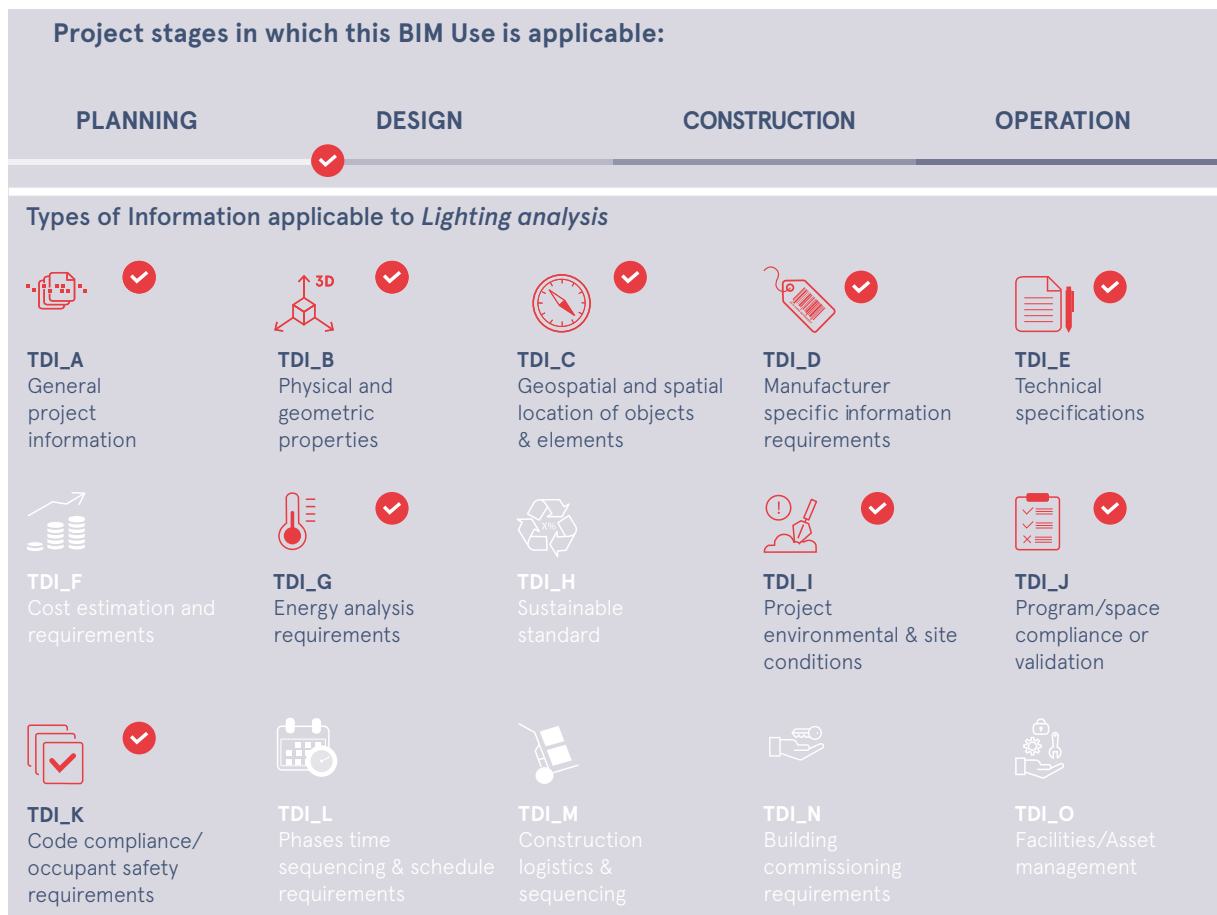 Project stages in which this BIM Use is applicable:
PLANNING DESIGN CONSTRUCTION OPERATION
Types of Information applicable to Lighting analysis
3D
TDI_A
General
project
information
TDI_B
Physical and
geometric
properties
TDI_C
Geospatial and spatial
location of objects
& elements
TDI_D
Manufacturer
specific information
requirements
TDI_E
Technical
specifications
TDI_F
Cost estimation and
requirements
TDI_G
Energy analysis
requirements
X%
TDI_H
Sustainable
standard
TDI_I
Project
environmental & site
conditions
TDI_J
Program/space
compliance or
validation
TDI_K
Code compliance/
occupant safety
requirements
TDI_L
Phases time
sequencing & schedule
requirements
TDI_M
Construction
logistics &
sequencing
TDI_N
Building
commissioning
requirements
TDI_O
Facilities/Asset
management